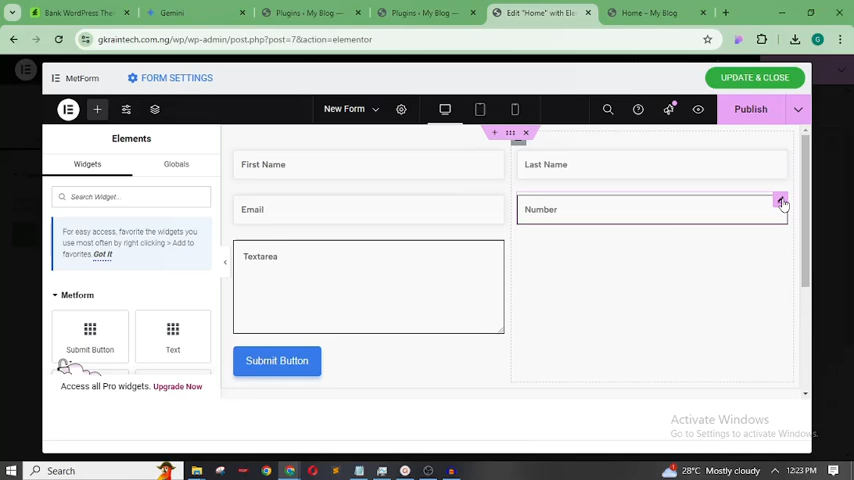 Bank WordPress The
Gemini
Plugins ‹ My Blog —
Plugins ‹ My Blog —
Edit "Home" with Ele
Home – My Blog
gkraintech.com.ng/wp/wp-admin/post.php?post=7&action=elementor
MetForm
FORM SETTINGS
UPDATE & CLOSE
New Form
Publish
Elements
Widgets
Globals
Search Widget...
For easy access, favorite the widgets you
use most often by right clicking > Add to
favorites. Got It
Metform
Submit Button
Text
Access all Pro widgets. Upgrade Now
First Name
Last Name
Email
Number
Textarea
Submit Button
Activate Windows
Go to Settings to activate Windows.
Search
28°C Mostly cloudy
12:23 PM